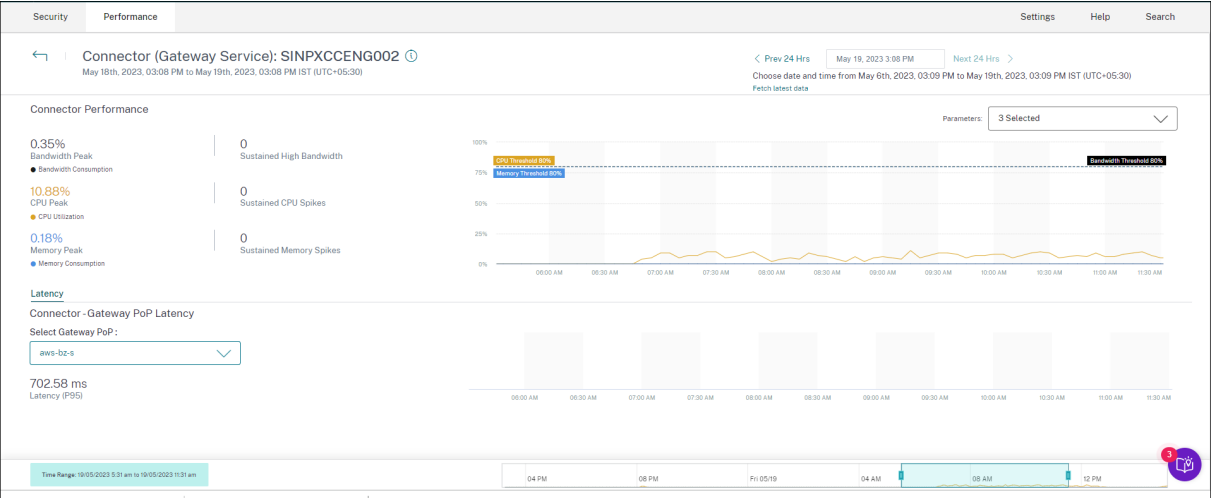 Security Performance Settings Help Search
Connector (Gateway Service): SINPXCCENG002
May 18th, 2023, 03:08 PM to May 19th, 2023, 03:08 PM IST (UTC+05:30)
Prev 24 Hrs May 19, 2023 3:08 PM Next 24 Hrs
Choose date and time from May 6th, 2023, 03:09 PM to May 19th, 2023, 03:09 PM IST (UTC+05:30)
Fetch latest data
Connector Performance
Parameters: 3 Selected
0.35%
Bandwidth Peak
Bandwidth Consumption
0
Sustained High Bandwidth
10.88%
CPU Peak
CPU Utilization
0
Sustained CPU Spikes
0.18%
Memory Peak
Memory Consumption
0
Sustained Memory Spikes
100%
CPU Threshold 80% Bandwidth Threshold 80%
75% Memory Threshold 80%
50%
25%
0%
06:00 AM 06:30 AM 07:00 AM 07:30 AM 08:00 AM 08:30 AM 09:00 AM 09:30 AM 10:00 AM 10:30 AM 11:00 AM 11:30 AM
Latency
Connector - Gateway PoP Latency
Select Gateway PoP :
aws-bz-s
702.58 ms
Latency (P95)
06:00 AM 06:30 AM 07:00 AM 07:30 AM 08:00 AM 08:30 AM 09:00 AM 09:30 AM 10:00 AM 10:30 AM 11:00 AM 11:30 AM
Time Range: 19/05/2023 5:31 am to 19/05/2023 11:31 am
04 PM 08 PM Fri 05/19 04 AM 08 AM 12 PM
3